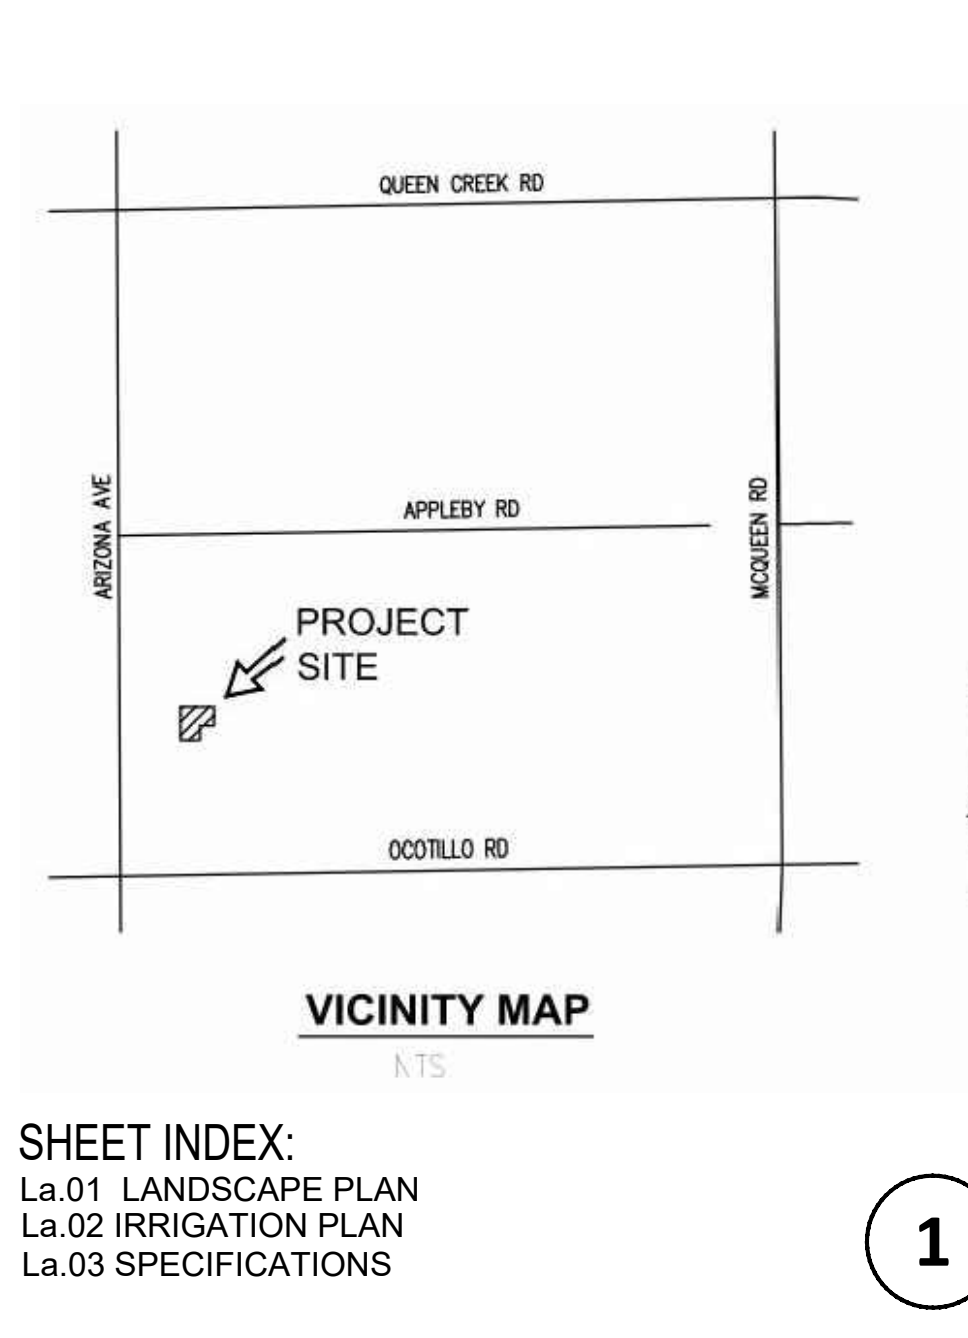 QUEEN CREEK RD
ARIZONA AVE
APPLEBY RD
MCQUEEN RD
PROJECT
SITE
OCOTILLO RD
VICINITY MAP
NTS
SHEET INDEX:
La.01 LANDSCAPE PLAN
La.02 IRRIGATION PLAN
La.03 SPECIFICATIONS
1